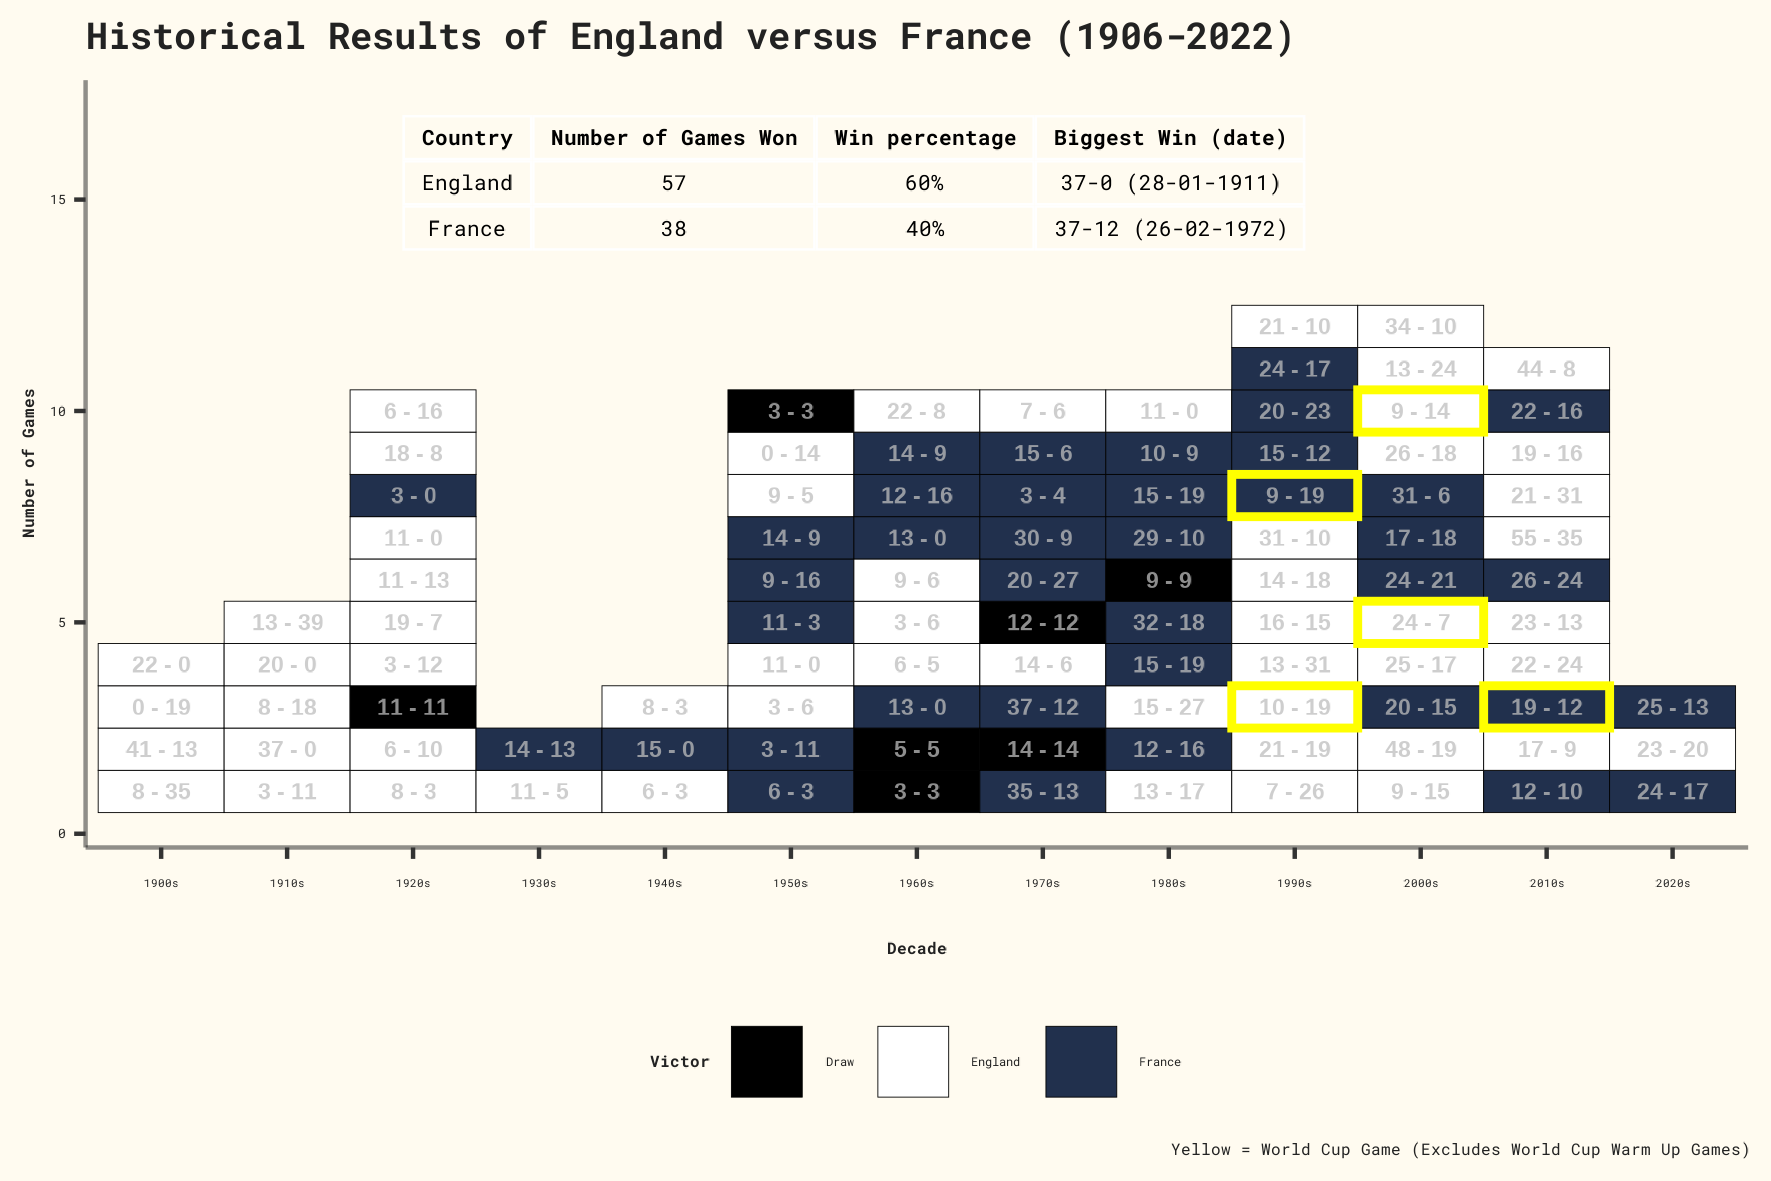 Historical Results of England versus France (1906-2022)
Country Number of Games Won Win percentage Biggest Win (date)
England 57 60% 37-0 (28-01-1911)
France 38 40% 37-12 (26-02-1972)
15
21 - 10 34 - 10
24 - 17 13 - 24 44 - 8
10 6 - 16 3 - 3 22 - 8 7 - 6 11 - 0 20 - 23 9 - 14 22 - 16
18 - 8 0 - 14 14 - 9 15 - 6 10 - 9 15 - 12 26 - 18 19 - 16
3 - 0 9 - 5 12 - 16 3 - 4 15 - 19 9 - 19 31 - 6 21 - 31
11 - 0 14 - 9 13 - 0 30 - 9 29 - 10 31 - 10 17 - 18 55 - 35
11 - 13 9 - 16 9 - 6 20 - 27 9 - 9 14 - 18 24 - 21 26 - 24
5 13 - 39 19 - 7 11 - 3 3 - 6 12 - 12 32 - 18 16 - 15 24 - 7 23 - 13
22 - 0 20 - 0 3 - 12 11 - 0 6 - 5 14 - 6 15 - 19 13 - 31 25 - 17 22 - 24
0 - 19 8 - 18 11 - 11 8 - 3 3 - 6 13 - 0 37 - 12 15 - 27 10 - 19 20 - 15 19 - 12 25 - 13
41 - 13 37 - 0 6 - 10 14 - 13 15 - 0 3 - 11 5 - 5 14 - 14 12 - 16 21 - 19 48 - 19 17 - 9 23 - 20
8 - 35 3 - 11 8 - 3 11 - 5 6 - 3 6 - 3 3 - 3 35 - 13 13 - 17 7 - 26 9 - 15 12 - 10 24 - 17
0
Number of Games
1900s 1910s 1920s 1930s 1940s 1950s 1960s 1970s 1980s 1990s 2000s 2010s 2020s
Decade
Victor Draw England France
Yellow = World Cup Game (Excludes World Cup Warm Up Games)